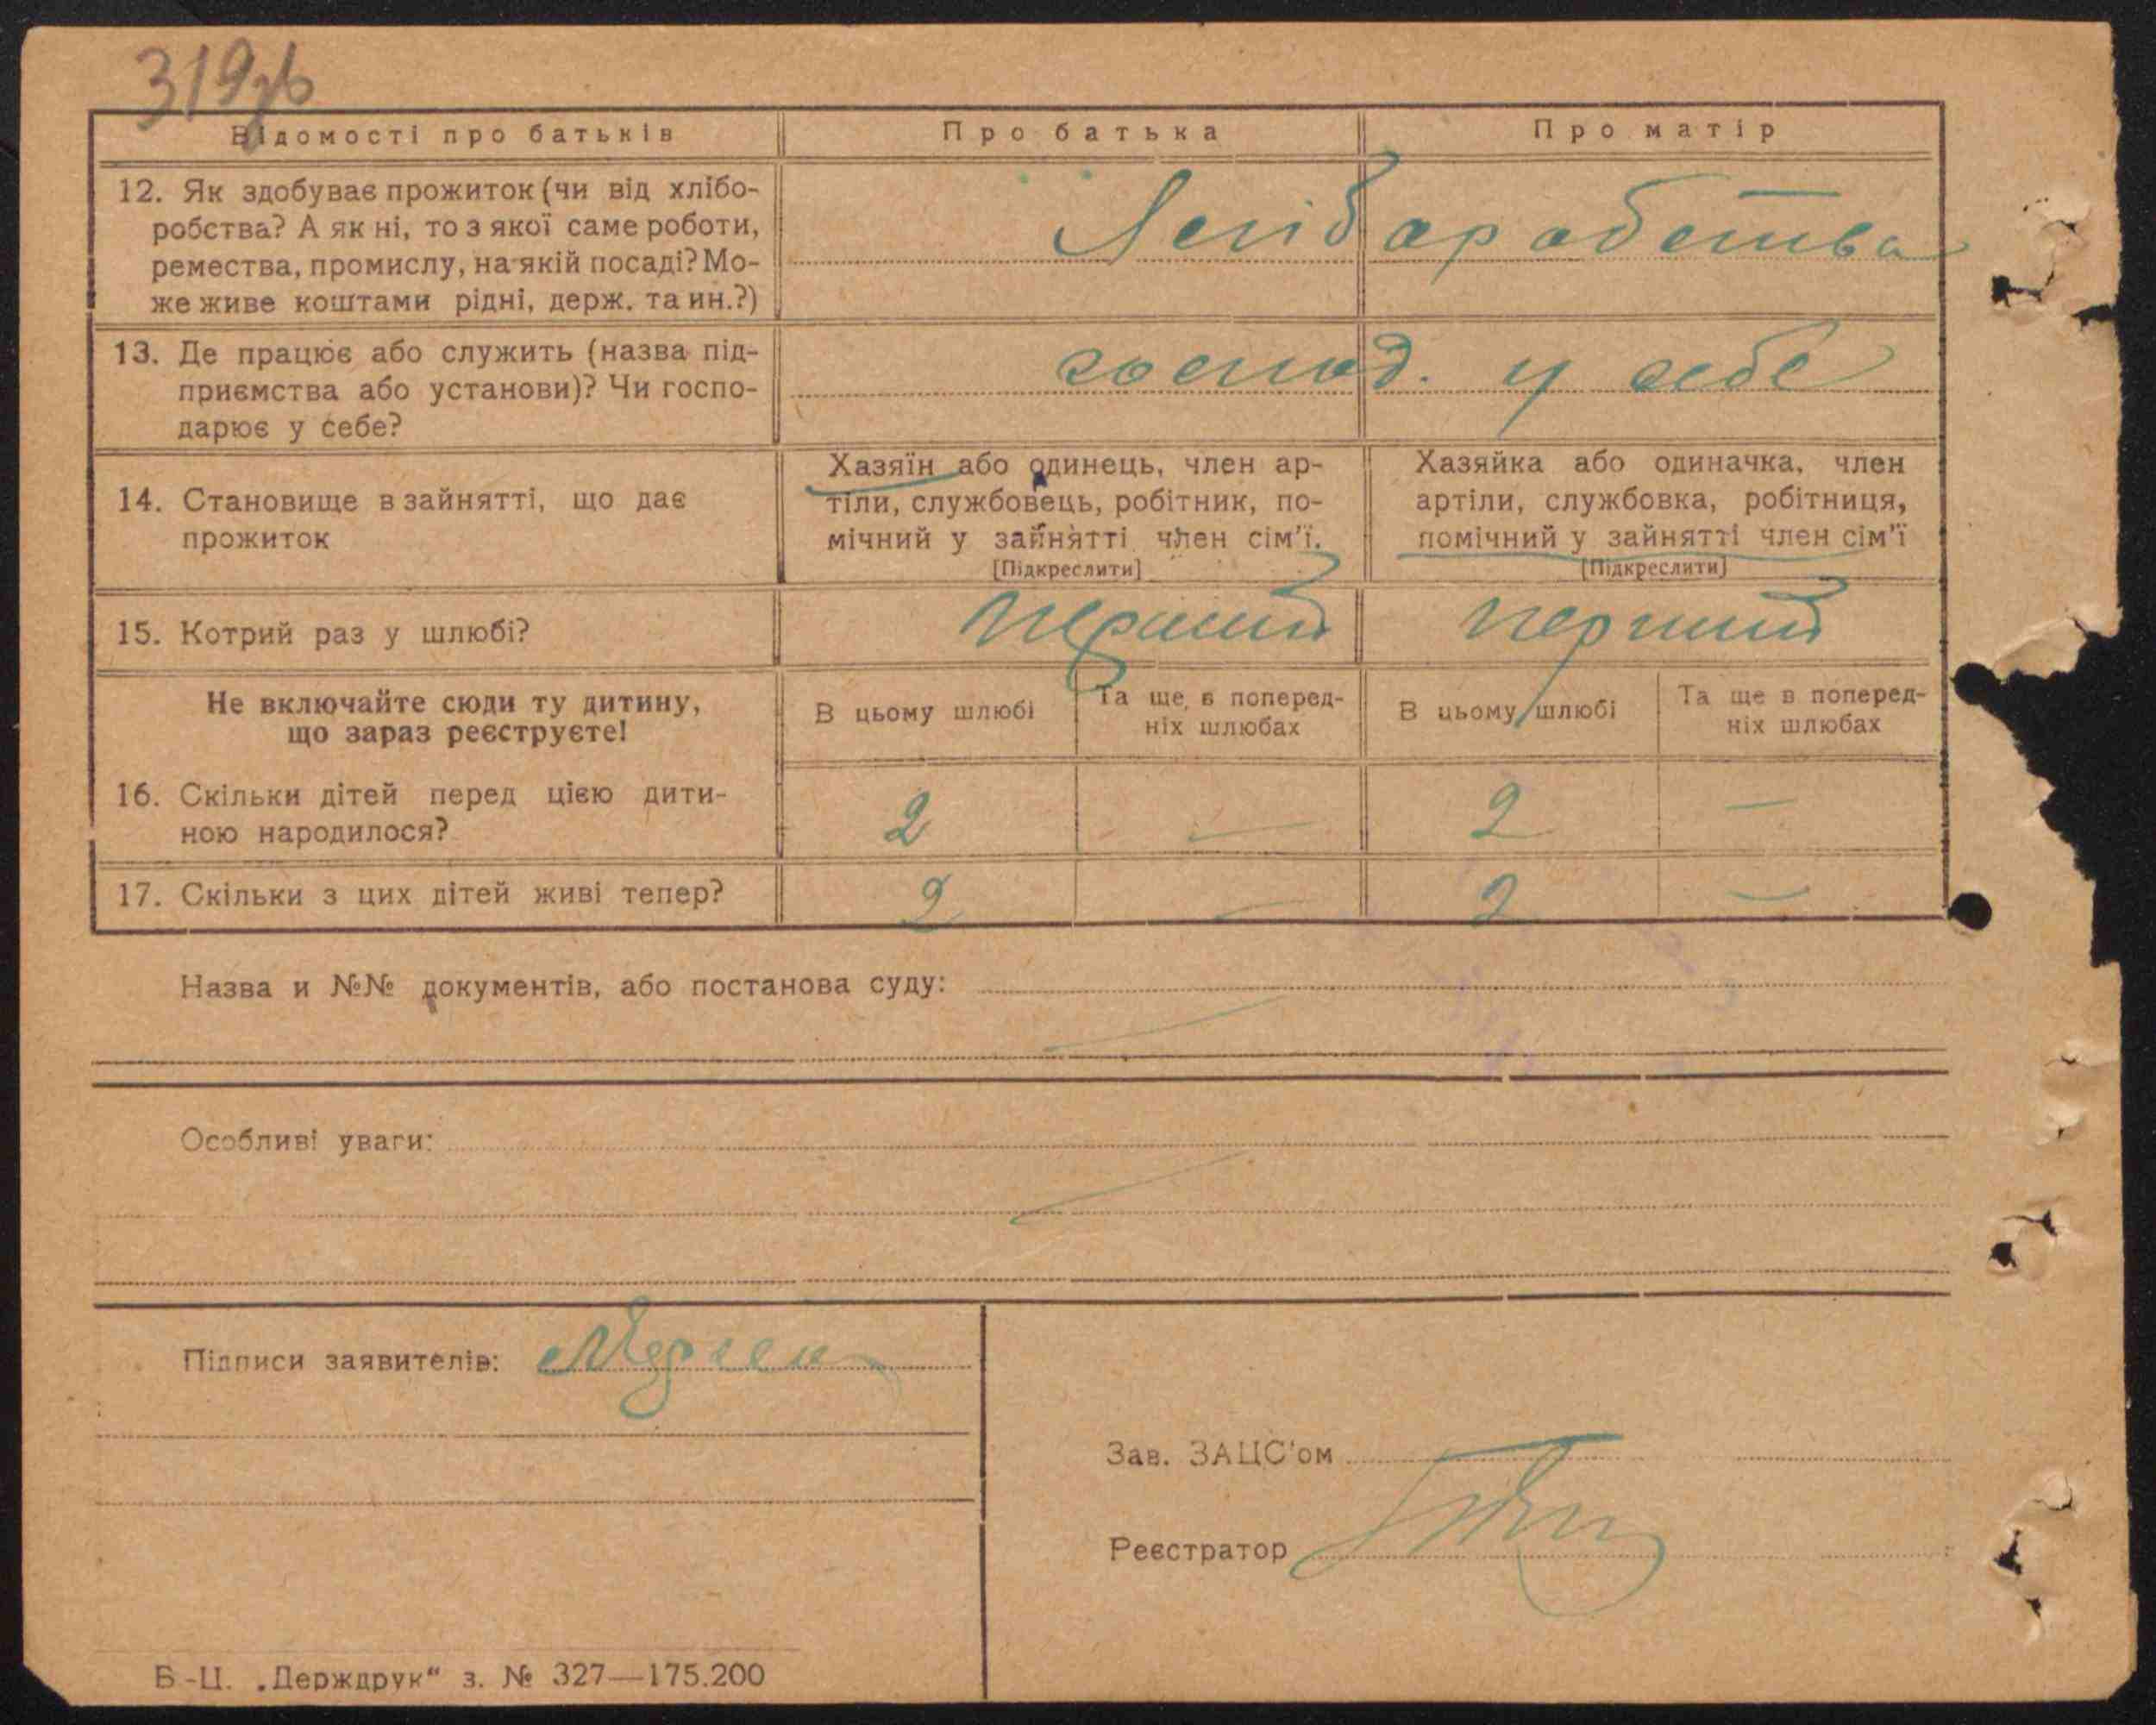 319зв
Відомості про батьків Про батька Про матір
12. Як здобуває прожиток (чи від хлібо-
робства? А як ні, то з якої саме роботи,
ремества, промислу, на якій посаді? Мо-
же живе коштами рідні, держ. та ин.?)
Хлібаробства
13. Де працює або служить (назва під-
приємства або установи)? Чи госпо-
дарює у себе?
господ. у себе
14. Становище в зайнятті, що дає
прожиток
Хазяїн або одинець, член ар-
тіли, службовець, робітник, по-
мічний у зайнятті член сім'ї.
[Підкреслити]
Хазяйка або одиначка, член
артіли, службовка, робітниця,
помічний у зайнятті член сім'ї
[Підкреслити]
15. Котрий раз у шлюбі? перший перший
Не включайте сюди ту дитину,
що зараз реєструєте!
В цьому шлюбі
Та ще в поперед-
ніх шлюбах
В цьому шлюбі
Та ще в поперед-
ніх шлюбах
16. Скільки дітей перед цією дити-
ною народилося?
2 — 2 —
17. Скільки з цих дітей живі тепер? 2 — 2 —
Назва и №№ документів, або постанова суду:
Особливі уваги:
Підписи заявителів:
Зав. ЗАЦС'ом
Реєстратор
Б-Ц. „Держдрук“ з. № 327—175.200